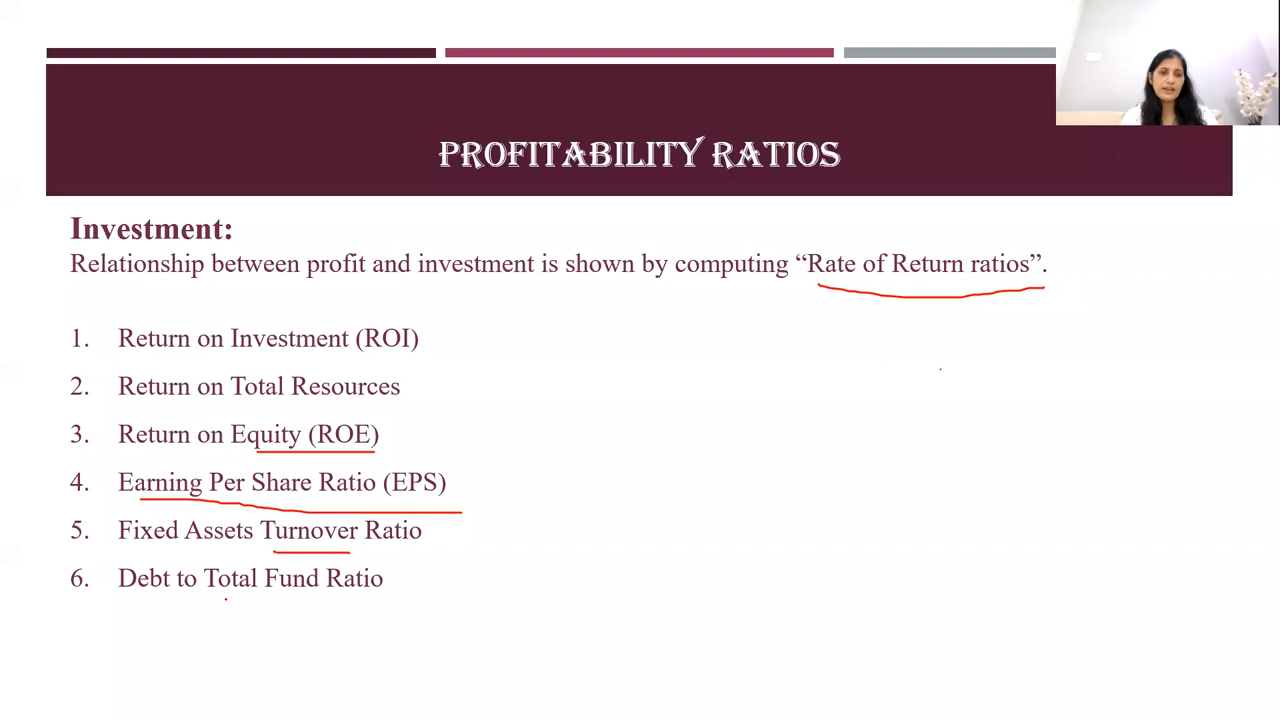 PROFITABILITY RATIOS
Investment:
Relationship between profit and investment is shown by computing “Rate of Return ratios”.
1. Return on Investment (ROI)
2. Return on Total Resources
3. Return on Equity (ROE)
4. Earning Per Share Ratio (EPS)
5. Fixed Assets Turnover Ratio
6. Debt to Total Fund Ratio